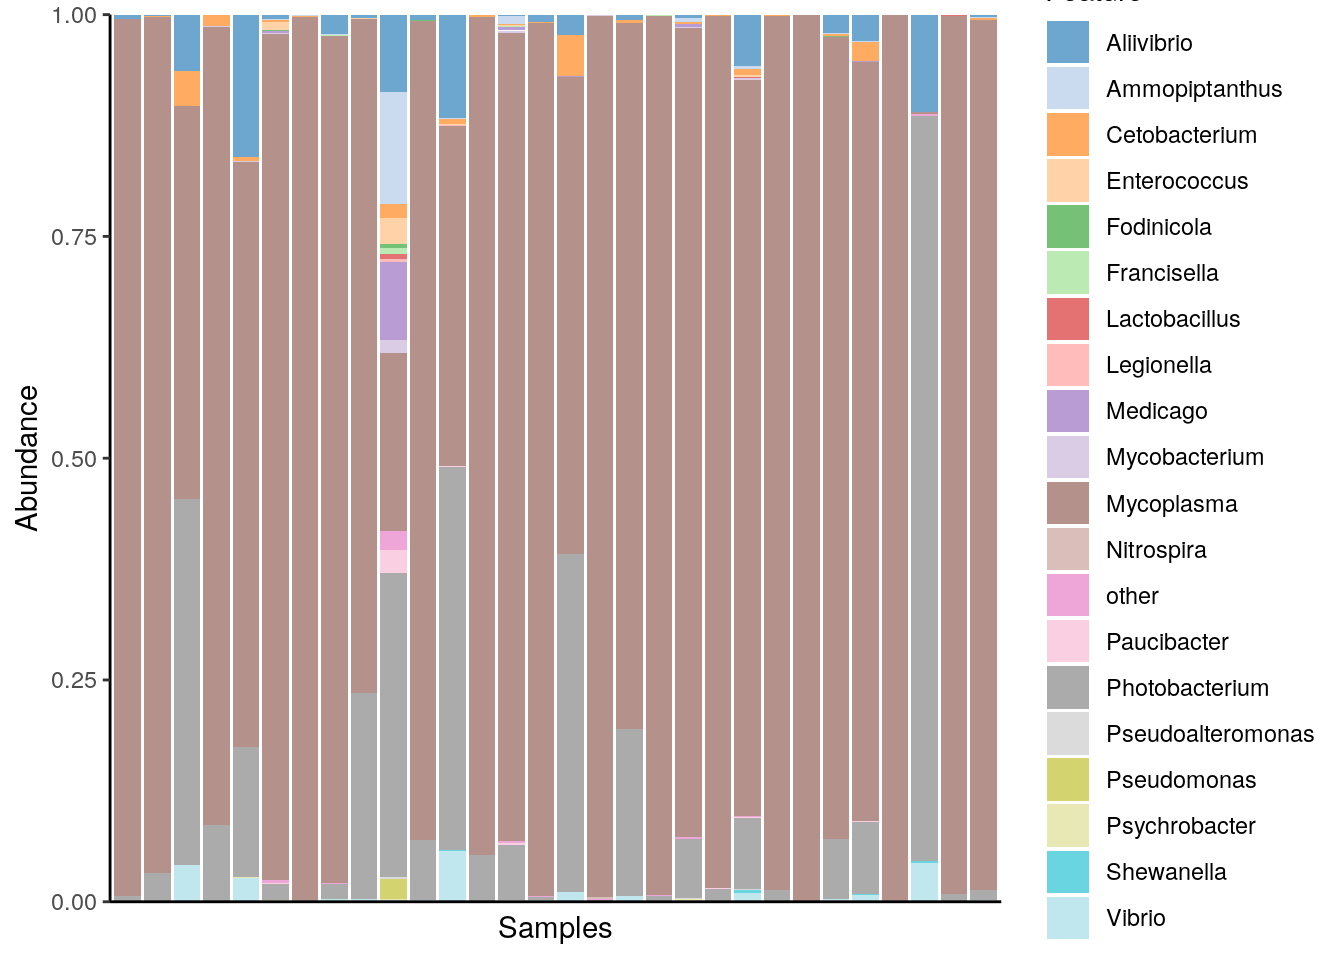 1.00
0.75
0.50
0.25
0.00
Abundance
Samples
Aliivibrio
Ammopiptanthus
Cetobacterium
Enterococcus
Fodinicola
Francisella
Lactobacillus
Legionella
Medicago
Mycobacterium
Mycoplasma
Nitrospira
other
Paucibacter
Photobacterium
Pseudoalteromonas
Pseudomonas
Psychrobacter
Shewanella
Vibrio